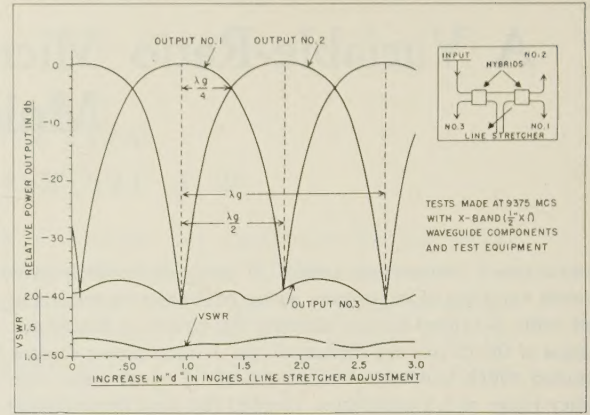 OUTPUT NO. 1
OUTPUT NO. 2
INPUT
NO. 2
HYBRIDS
NO. 3
NO. 1
LINE STRETCHER
RELATIVE POWER OUTPUT IN db
0
-10
-20
-30
-40
-50
λg
4
λg
λg
2
TESTS MADE AT 9375 MCS
WITH X-BAND (½" X 1")
WAVEGUIDE COMPONENTS
AND TEST EQUIPMENT
OUTPUT NO. 3
VSWR
VSWR
2.0
1.5
1.0
0
.5
1.0
1.5
2.0
2.5
3.0
INCREASE IN "d" IN INCHES (LINE STRETCHER ADJUSTMENT